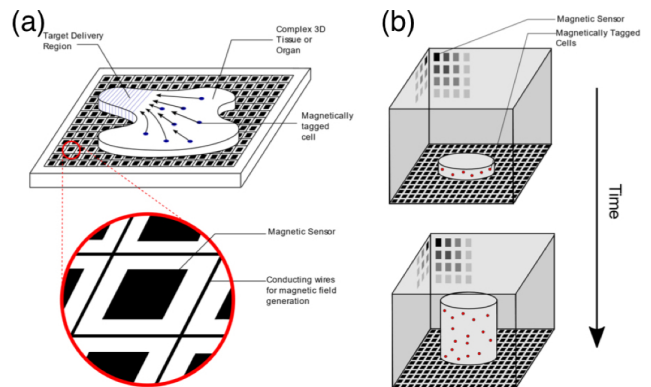 (a)
Target Delivery
Region
Complex 3D
Tissue or
Organ
Magnetically
tagged
cell
Magnetic Sensor
Conducting wires
for magnetic field
generation
(b)
Magnetic Sensor
Magnetically Tagged
Cells
Time